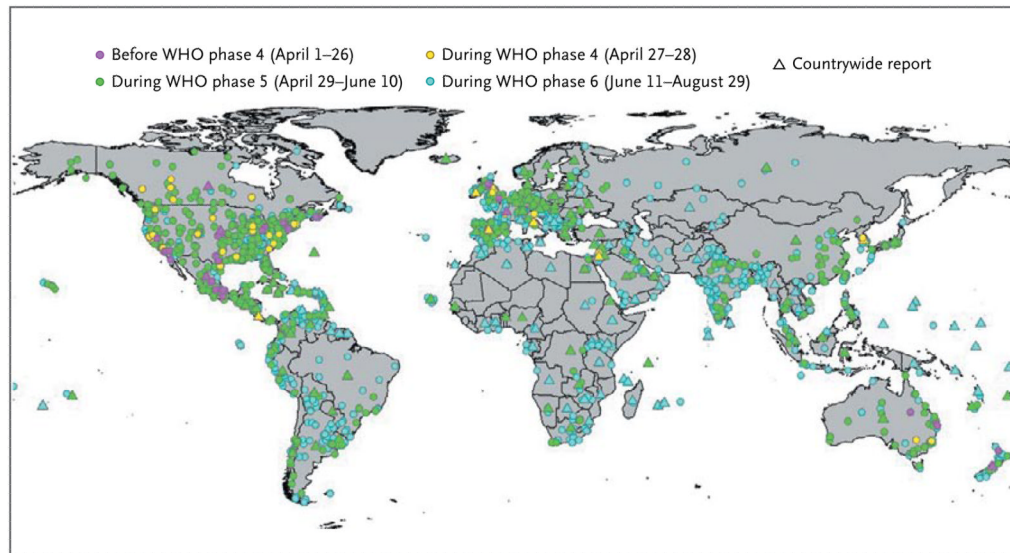 Before WHO phase 4 (April 1–26)
During WHO phase 4 (April 27–28)
During WHO phase 5 (April 29–June 10)
During WHO phase 6 (June 11–August 29)
Countrywide report